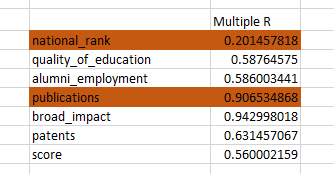 Multiple R
national_rank 0.201457818
quality_of_education 0.58764575
alumni_employment 0.586003441
publications 0.906534868
broad_impact 0.942998018
patents 0.631457067
score 0.560002159